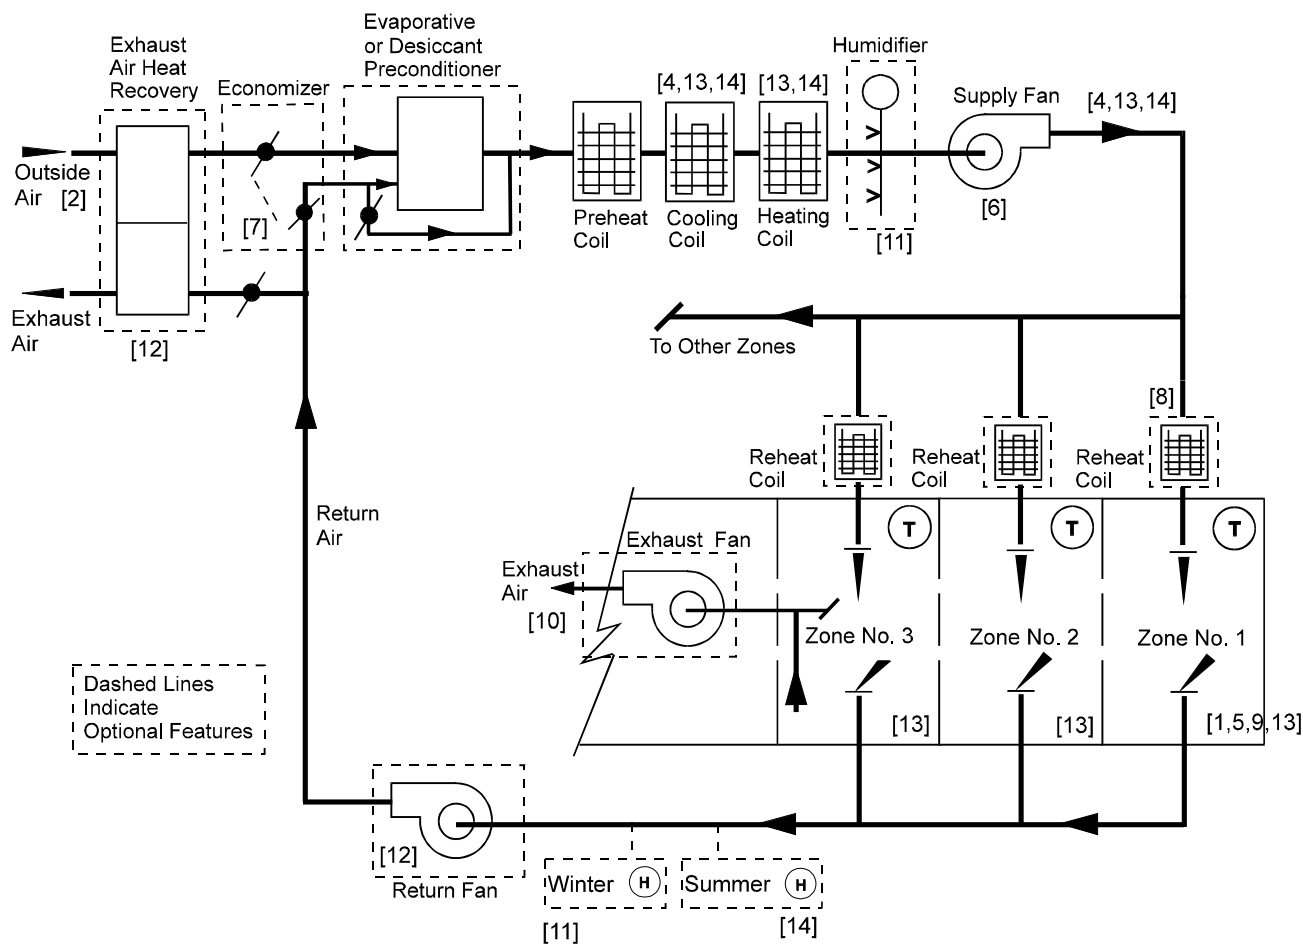 Evaporative
or Desiccant
Preconditioner
Exhaust
Air Heat
Recovery
Economizer
Humidifier
[4,13,14]
[13,14]
Supply Fan
[4,13,14]
Outside
Air [2]
[7]
Preheat
Coil
Cooling
Coil
Heating
Coil
[11]
[6]
Exhaust
Air
[12]
To Other Zones
[8]
Reheat
Coil
Reheat
Coil
Reheat
Coil
Return
Air
T
T
T
Exhaust Fan
Exhaust
Air
[10]
Zone No. 3
Zone No. 2
Zone No. 1
[13]
[13]
[1,5,9,13]
Dashed Lines
Indicate
Optional Features
[12]
Return Fan
Winter H
Summer H
[11]
[14]